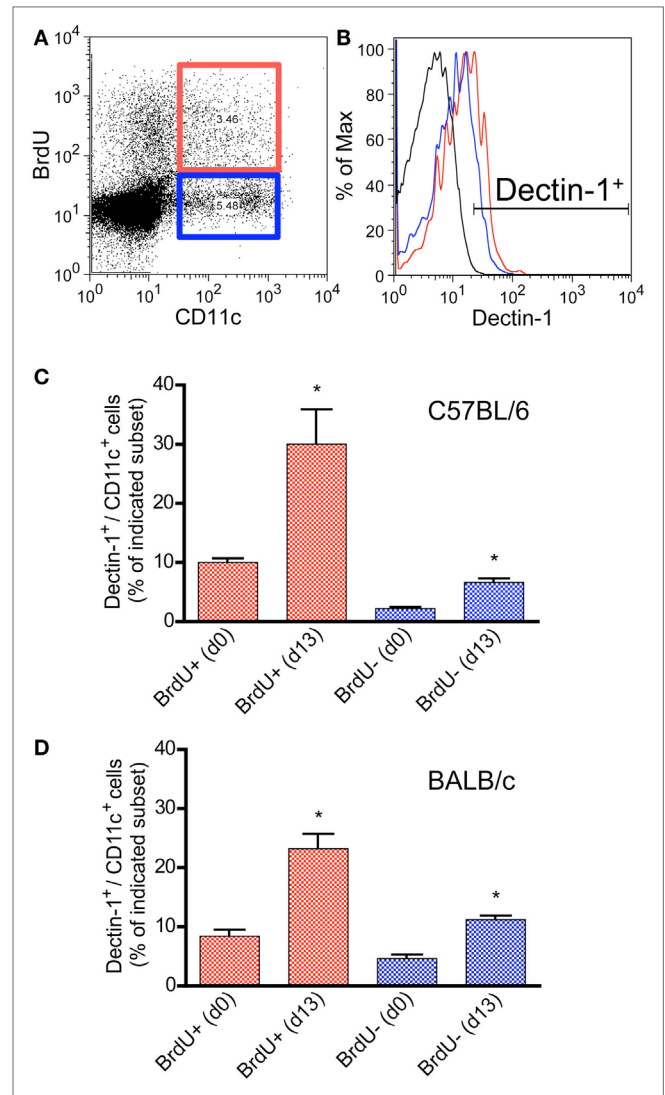 A
B
10⁴
10³
10²
10¹
10⁰
BrdU
3.46
5.48
10⁰ 10¹ 10² 10³ 10⁴
CD11c
100
80
60
40
20
0
% of Max
Dectin-1⁺
10⁰ 10¹ 10² 10³ 10⁴
Dectin-1
C
C57BL/6
Dectin-1⁺/ CD11c⁺ cells
(% of indicated subset)
40
30
20
10
0
*
*
BrdU+ (d0)
BrdU+ (d13)
BrdU- (d0)
BrdU- (d13)
D
BALB/c
Dectin-1⁺/ CD11c⁺ cells
(% of indicated subset)
40
30
20
10
0
*
*
BrdU+ (d0)
BrdU+ (d13)
BrdU- (d0)
BrdU- (d13)